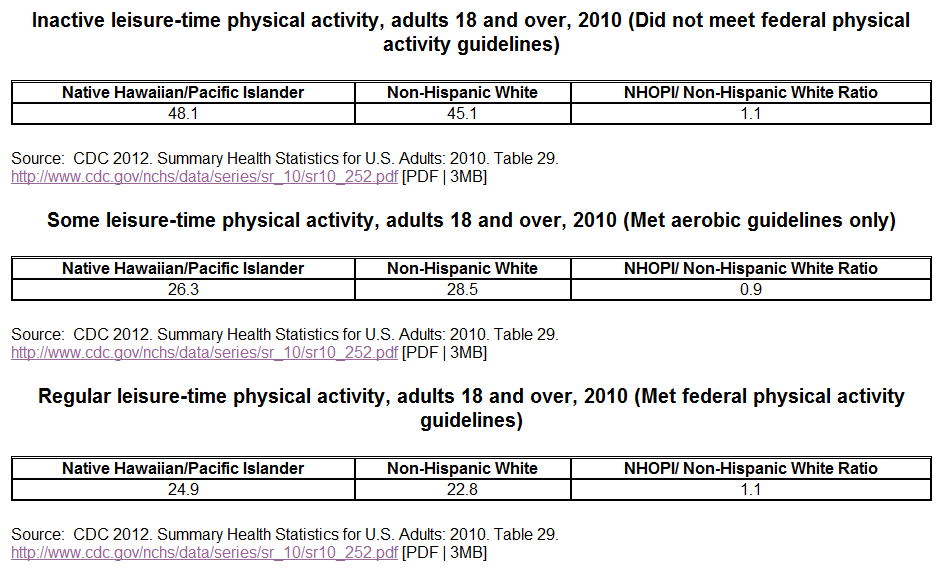 Inactive leisure-time physical activity, adults 18 and over, 2010 (Did not meet federal physical
activity guidelines)
Native Hawaiian/Pacific Islander Non-Hispanic White NHOPI/ Non-Hispanic White Ratio
48.1 45.1 1.1
Source:  CDC 2012. Summary Health Statistics for U.S. Adults: 2010. Table 29.
http://www.cdc.gov/nchs/data/series/sr_10/sr10_252.pdf [PDF | 3MB]
Some leisure-time physical activity, adults 18 and over, 2010 (Met aerobic guidelines only)
Native Hawaiian/Pacific Islander Non-Hispanic White NHOPI/ Non-Hispanic White Ratio
26.3 28.5 0.9
Source:  CDC 2012. Summary Health Statistics for U.S. Adults: 2010. Table 29.
http://www.cdc.gov/nchs/data/series/sr_10/sr10_252.pdf [PDF | 3MB]
Regular leisure-time physical activity, adults 18 and over, 2010 (Met federal physical activity
guidelines)
Native Hawaiian/Pacific Islander Non-Hispanic White NHOPI/ Non-Hispanic White Ratio
24.9 22.8 1.1
Source:  CDC 2012. Summary Health Statistics for U.S. Adults: 2010. Table 29.
http://www.cdc.gov/nchs/data/series/sr_10/sr10_252.pdf [PDF | 3MB]